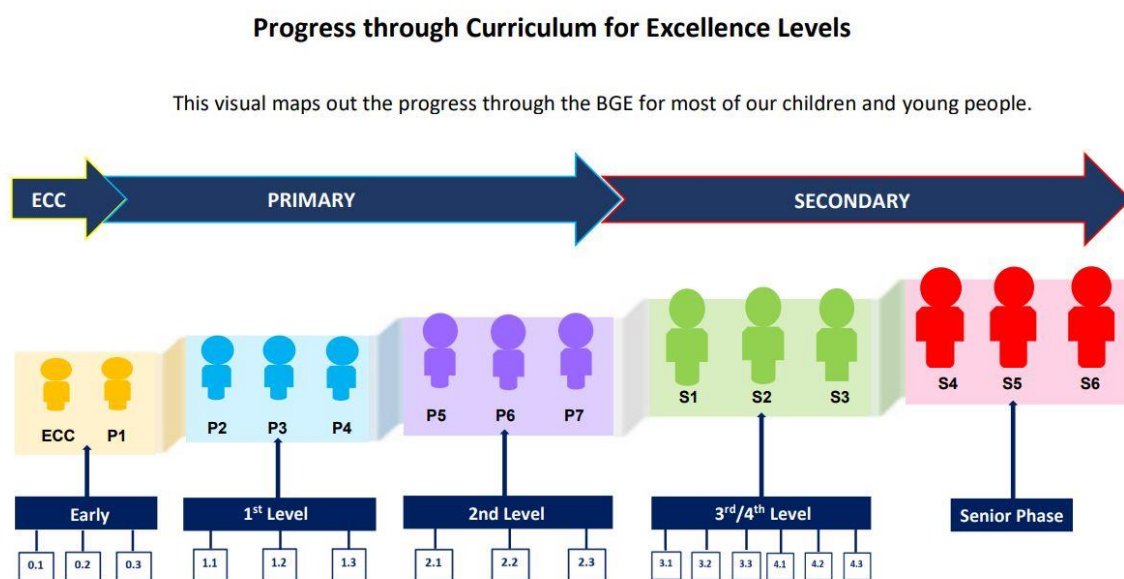 Progress through Curriculum for Excellence Levels
This visual maps out the progress through the BGE for most of our children and young people.
ECC PRIMARY SECONDARY
ECC P1 P2 P3 P4 P5 P6 P7 S1 S2 S3 S4 S5 S6
Early 1st Level 2nd Level 3rd/4th Level Senior Phase
0.1 0.2 0.3 1.1 1.2 1.3 2.1 2.2 2.3 3.1 3.2 3.3 4.1 4.2 4.3